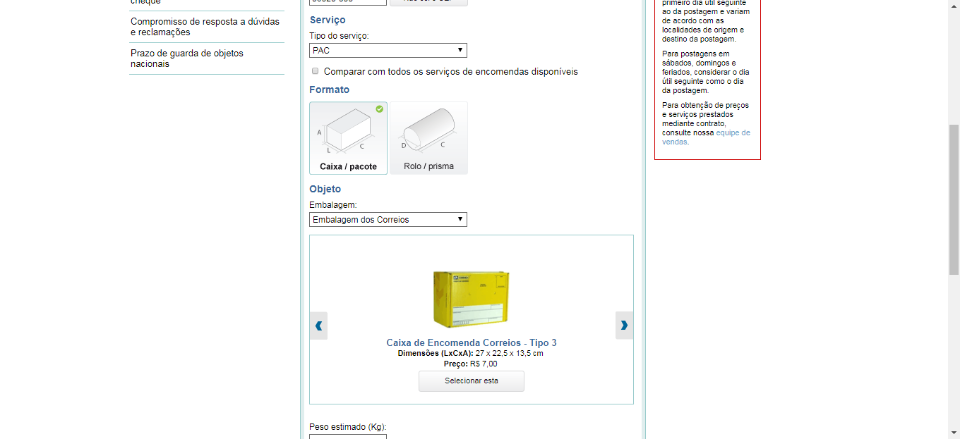 cheque
Compromisso de resposta a dúvidas
e reclamações
Prazo de guarda de objetos
nacionais
Serviço
Tipo do serviço:
PAC
Comparar com todos os serviços de encomendas disponíveis
Formato
A
L
C
Caixa / pacote
D
C
Rolo / prisma
Objeto
Embalagem:
Embalagem dos Correios
Caixa de Encomenda Correios - Tipo 3
Dimensões (LxCxA): 27 x 22,5 x 13,5 cm
Preço: R$ 7,00
Selecionar esta
Peso estimado (Kg):
primeiro dia útil seguinte
ao da postagem e variam
de acordo com as
localidades de origem e
destino da postagem.
Para postagens em
sábados, domingos e
feriados, considerar o dia
útil seguinte como o dia
da postagem.
Para obtenção de preços
e serviços prestados
mediante contrato,
consulte nossa equipe de
vendas.